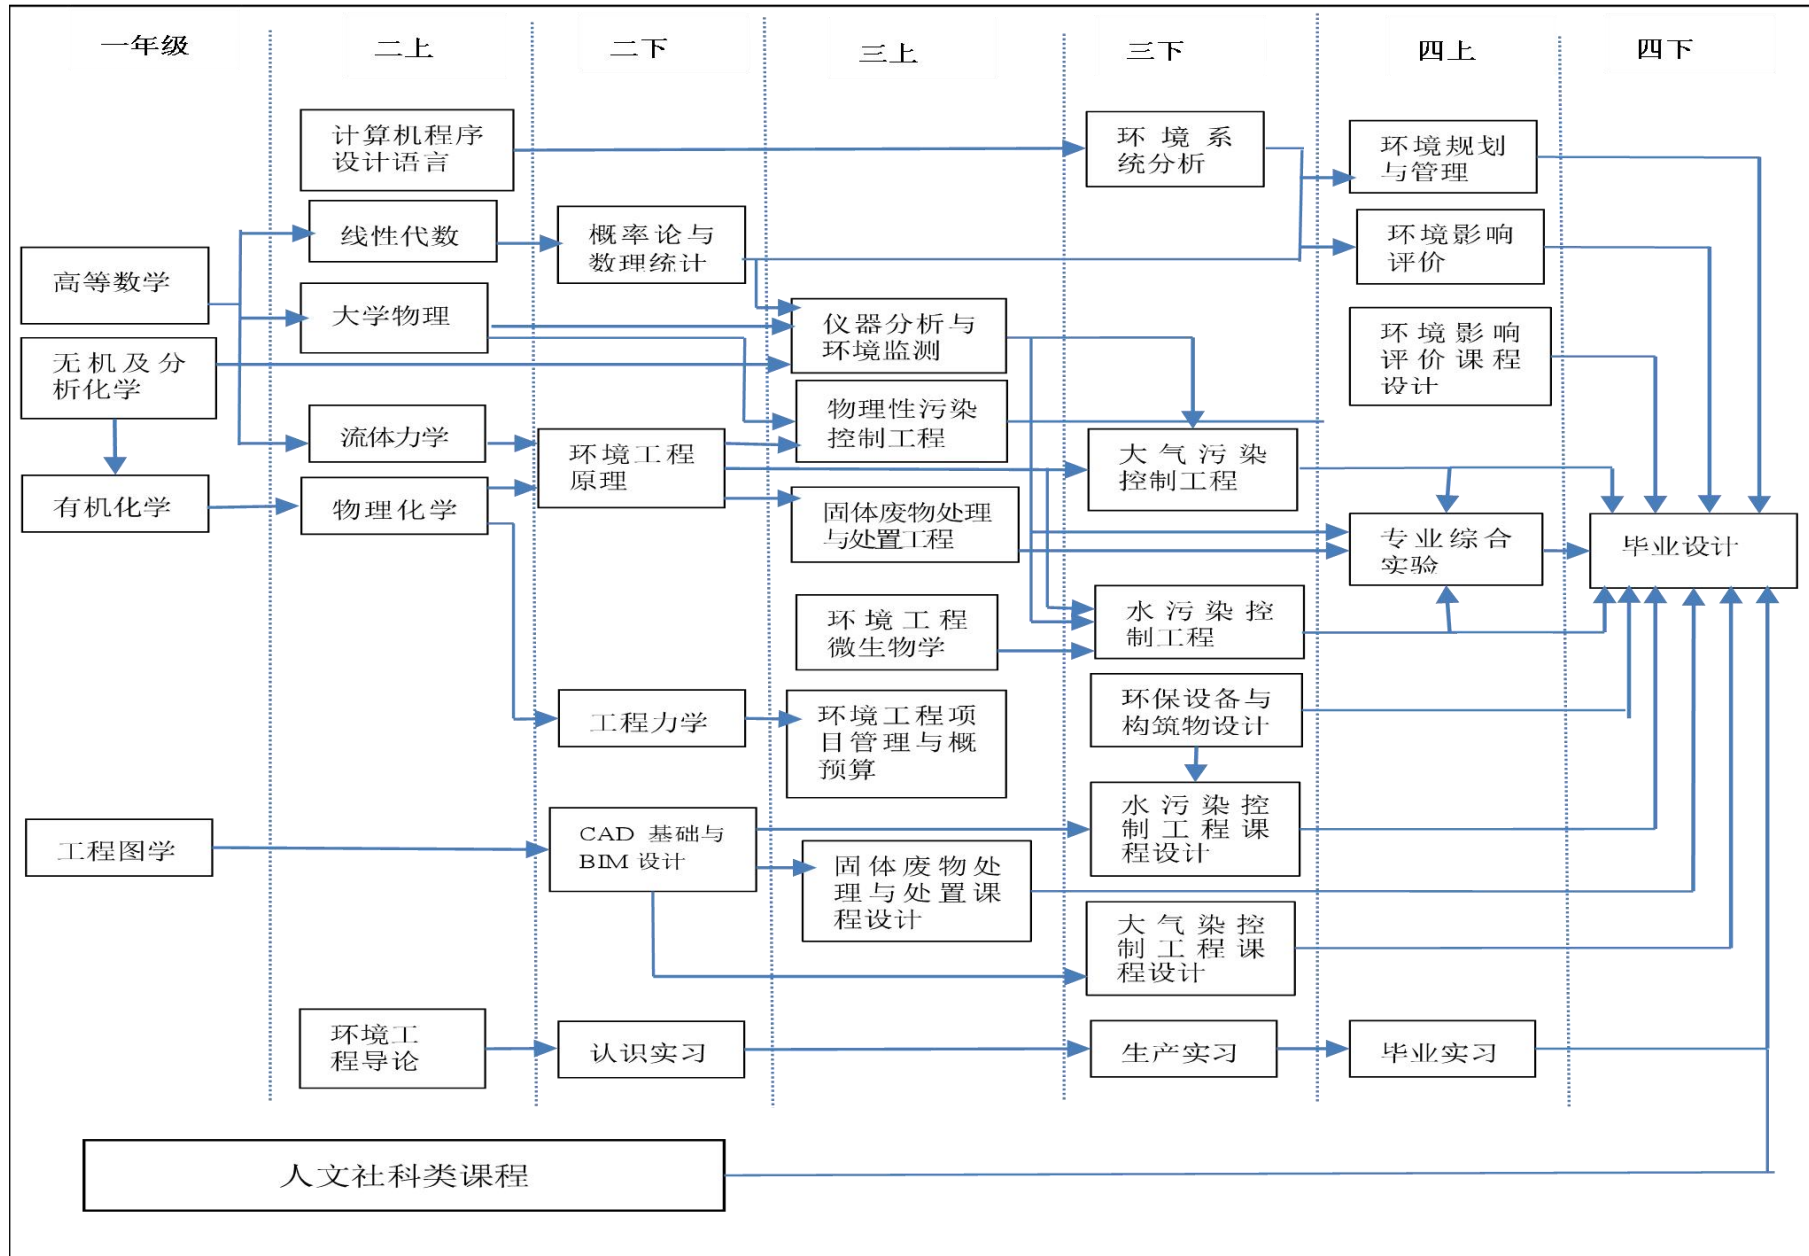 一年级
二上
二下
三上
三下
四上
四下
计算机程序
设计语言
环境系
统分析
环境规划
与管理
线性代数
概率论与
数理统计
环境影响
评价
高等数学
大学物理
仪器分析与
环境监测
环境影响
评价课程
设计
无机及分
析化学
物理性污染
控制工程
流体力学
环境工程
原理
大气污染
控制工程
有机化学
物理化学
固体废物处理
与处置工程
专业综合
实验
毕业设计
环境工程
微生物学
水污染控
制工程
工程力学
环境工程项
目管理与概
预算
环保设备与
构筑物设计
工程图学
CAD 基础与
BIM 设计
水污染控
制工程课
程设计
固体废物处
理与处置课
程设计
大气染控
制工程课
程设计
环境工
程导论
认识实习
生产实习
毕业实习
人文社科类课程